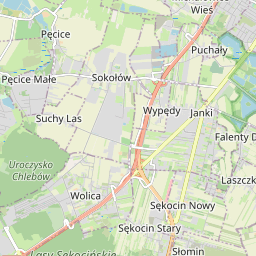 Wieś
Pęcice
Puchały
Pęcice Małe
Sokołów
Wypędy
Janki
Suchy Las
Falenty D
Uroczysko
Chlebów
Laszczk
Wolica
Sękocin Nowy
Sękocin Stary
Lasy Sękocińskie
Słomin